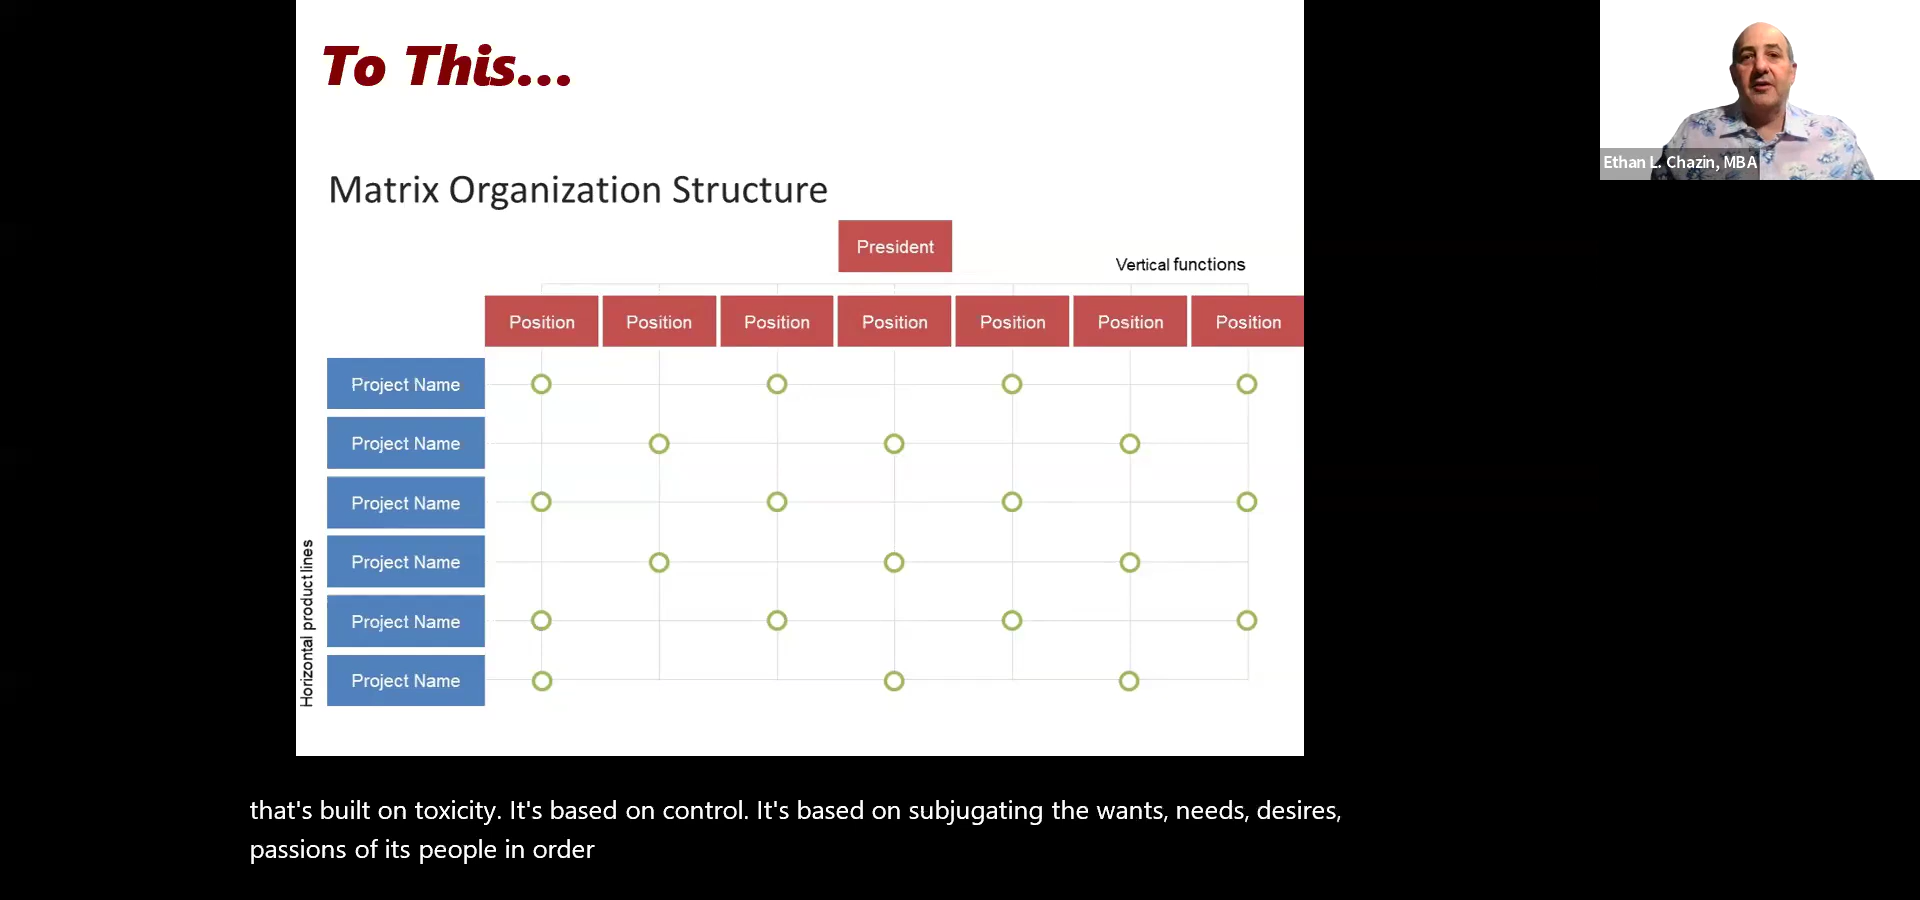 To This...
Ethan L. Chazin, MBA
Matrix Organization Structure
President
Vertical functions
Position Position Position Position Position Position Position
Project Name
Project Name
Project Name
Project Name
Project Name
Project Name
Horizontal product lines
that's built on toxicity. It's based on control. It's based on subjugating the wants, needs, desires,
passions of its people in order